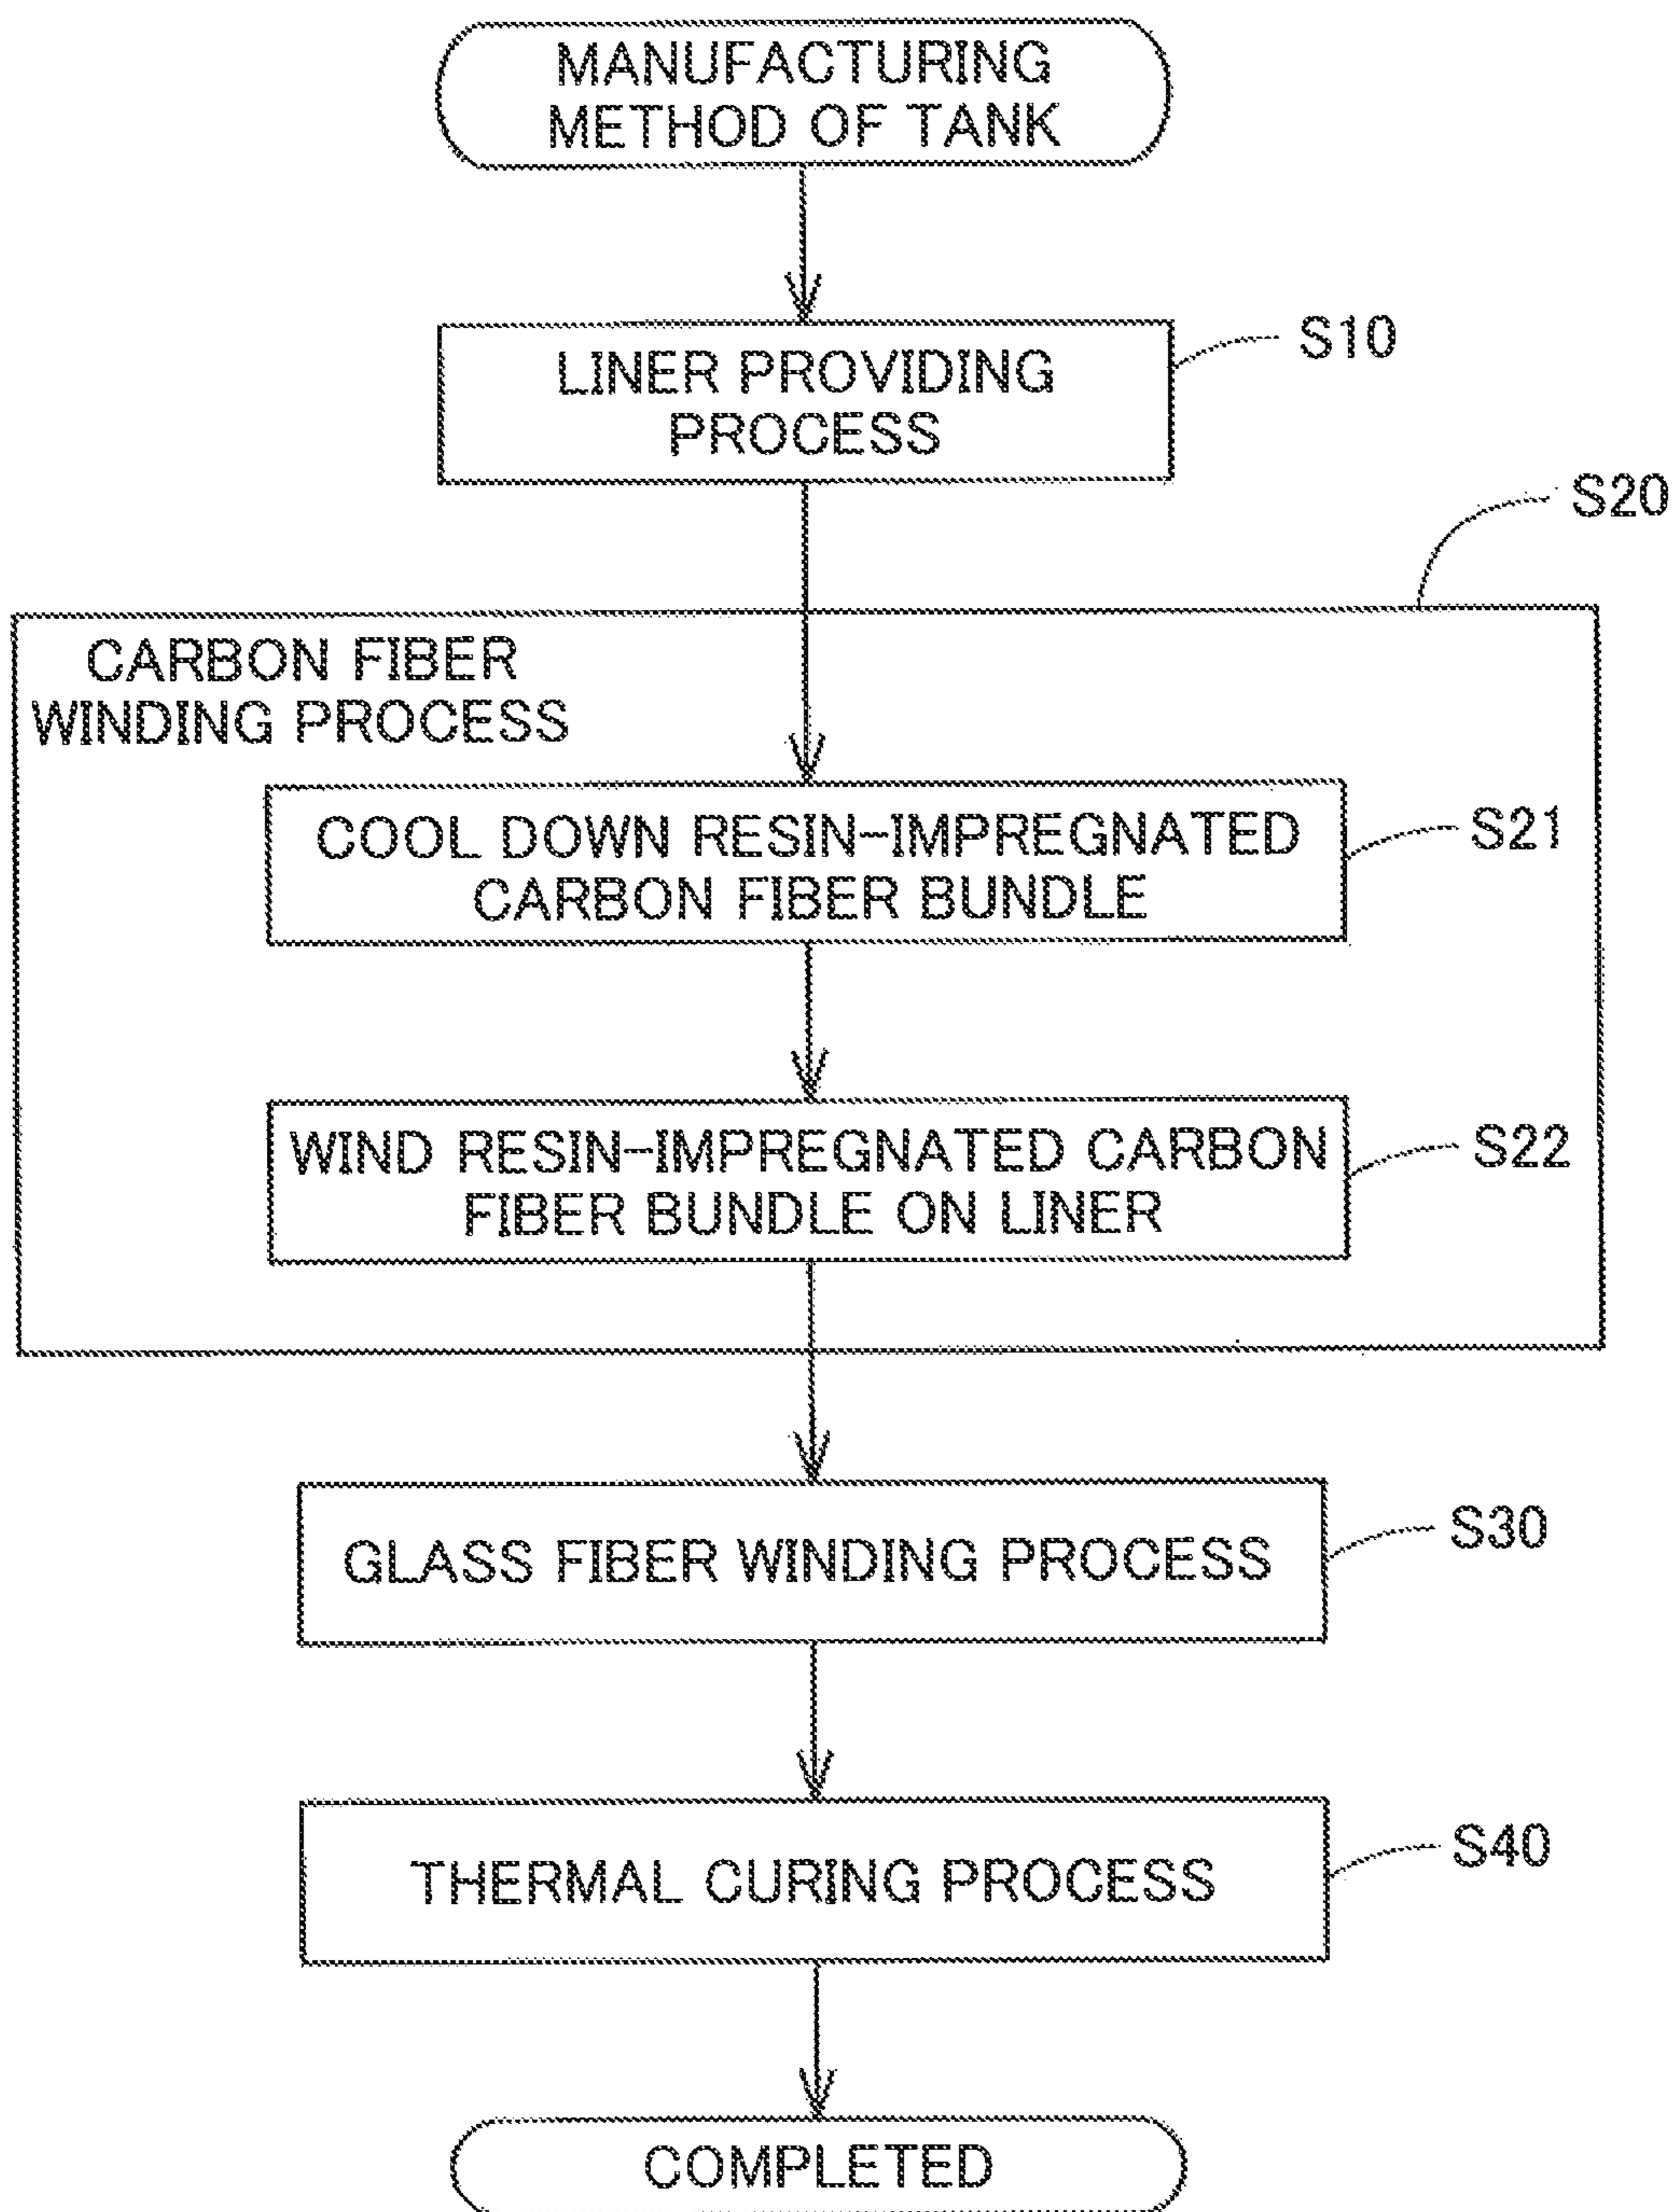 MANUFACTURING
METHOD OF TANK
LINER PROVIDING
PROCESS
S10
S20
CARBON FIBER
WINDING PROCESS
COOL DOWN RESIN-IMPREGNATED
CARBON FIBER BUNDLE
S21
WIND RESIN-IMPREGNATED CARBON
FIBER BUNDLE ON LINER
S22
GLASS FIBER WINDING PROCESS
S30
THERMAL CURING PROCESS
S40
COMPLETED